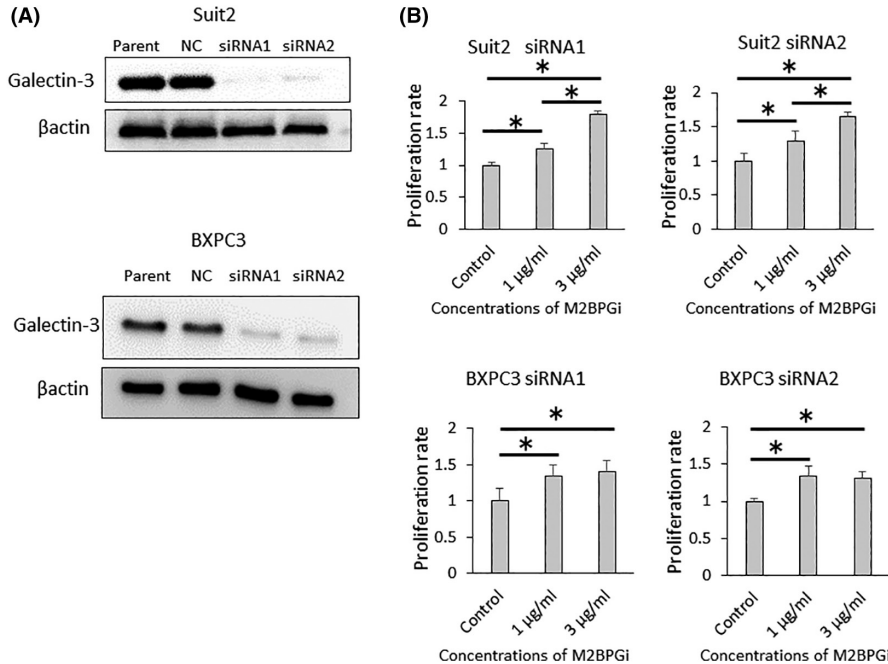 (A)
Suit2
Parent NC siRNA1 siRNA2
Galectin-3
βactin
BXPC3
Parent NC siRNA1 siRNA2
Galectin-3
βactin
(B)
Suit2 siRNA1
*
*
*
Proliferation rate
2
1.5
1
0.5
0
Control
1 µg/ml
3 µg/ml
Concentrations of M2BPGi
Suit2 siRNA2
*
*
*
Proliferation rate
2
1.5
1
0.5
0
Control
1 µg/ml
3 µg/ml
Concentrations of M2BPGi
BXPC3 siRNA1
*
*
Proliferation rate
2
1.5
1
0.5
0
Control
1 µg/ml
3 µg/ml
Concentrations of M2BPGi
BXPC3 siRNA2
*
*
Proliferation rate
2
1.5
1
0.5
0
Control
1 µg/ml
3 µg/ml
Concentrations of M2BPGi